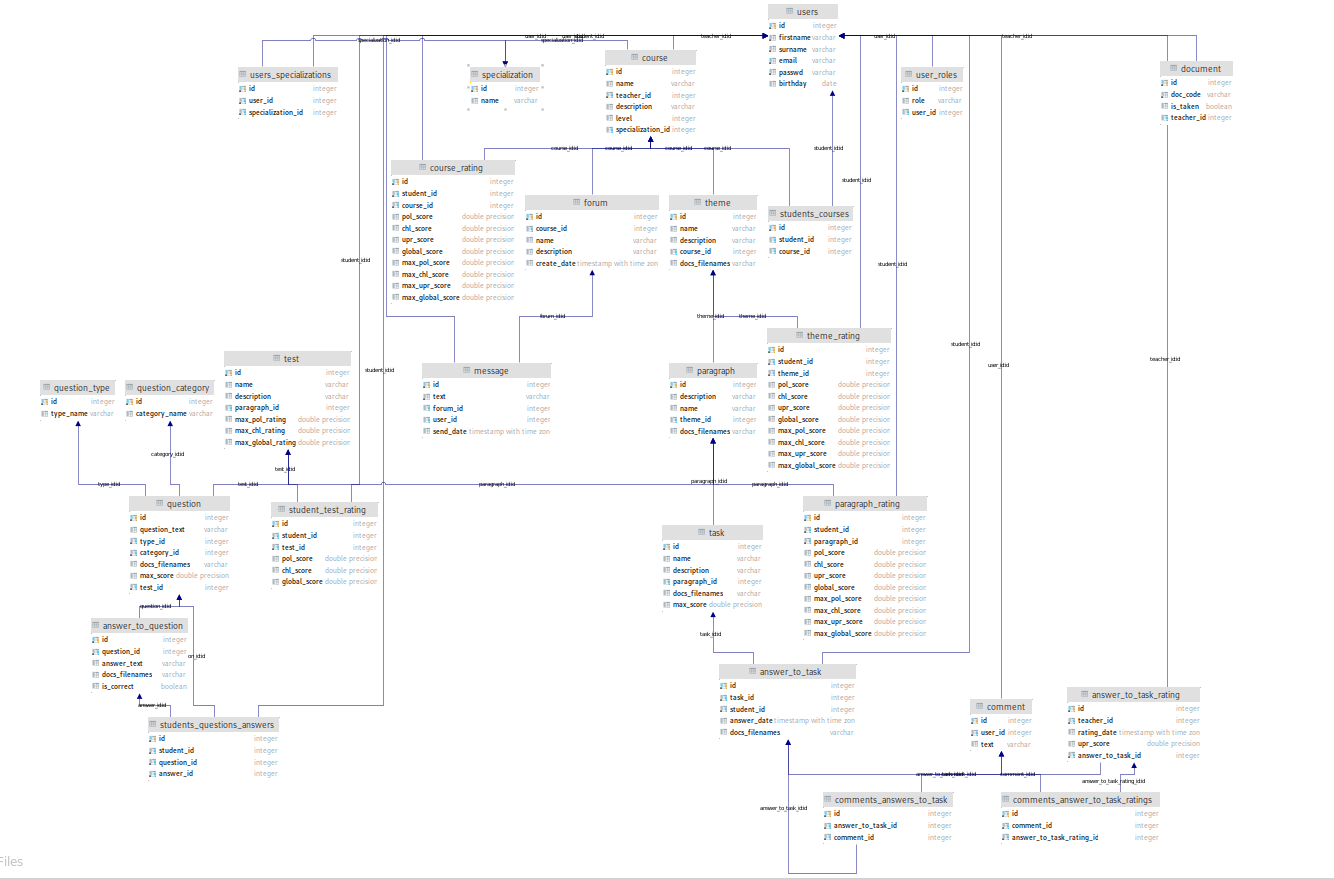 users
id integer
firstname varchar
surname varchar
email varchar
passwd varchar
birthday date
users_specializations
id integer
user_id integer
specialization_id integer
specialization
id integer
name varchar
course
id integer
name varchar
teacher_id integer
description varchar
level integer
specialization_id integer
user_roles
id integer
role varchar
user_id integer
document
id integer
doc_code varchar
is_taken boolean
teacher_id integer
specialization_idid
specialization_idid
user_idid
student_idid
teacher_idid
user_idid
teacher_idid
course_idid
course_idid
course_idid
course_idid
student_idid
student_idid
course_rating
id integer
student_id integer
course_id integer
pol_score double precision
chl_score double precision
upr_score double precision
global_score double precision
max_pol_score double precision
max_chl_score double precision
max_upr_score double precision
max_global_score double precision
forum
id integer
course_id integer
name varchar
description varchar
create_date timestamp with time zon
theme
id integer
name varchar
description varchar
course_id integer
docs_filenames varchar
students_courses
id integer
student_id integer
course_id integer
student_idid
student_idid
forum_idid
theme_idid
theme_idid
student_idid
user_idid
teacher_idid
student_idid
test
id integer
name varchar
description varchar
paragraph_id integer
max_pol_rating double precision
max_chl_rating double precision
max_global_rating double precision
question_type
id integer
type_name varchar
question_category
id integer
category_name varchar
message
id integer
text varchar
forum_id integer
user_id integer
send_date timestamp with time zon
paragraph
id integer
description varchar
name varchar
theme_id integer
docs_filenames varchar
theme_rating
id integer
student_id integer
theme_id integer
pol_score double precision
chl_score double precision
upr_score double precision
global_score double precision
max_pol_score double precision
max_chl_score double precision
max_upr_score double precision
max_global_score double precision
category_idid
test_idid
type_idid
test_idid
paragraph_idid
paragraph_idid
paragraph_idid
question
id integer
question_text varchar
type_id integer
category_id integer
docs_filenames varchar
max_score double precision
test_id integer
student_test_rating
id integer
student_id integer
test_id integer
pol_score double precision
chl_score double precision
global_score double precision
task
id integer
name varchar
description varchar
paragraph_id integer
docs_filenames varchar
max_score double precision
paragraph_rating
id integer
student_id integer
paragraph_id integer
pol_score double precision
chl_score double precision
upr_score double precision
global_score double precision
max_pol_score double precision
max_chl_score double precision
max_upr_score double precision
max_global_score double precision
question_idid
on_idid
task_idid
answer_to_question
id integer
question_id integer
answer_text varchar
docs_filenames varchar
is_correct boolean
answer_idid
students_questions_answers
id integer
student_id integer
question_id integer
answer_id integer
answer_to_task
id integer
task_id integer
student_id integer
answer_date timestamp with time zon
docs_filenames varchar
comment
id integer
user_id integer
text varchar
answer_to_task_rating
id integer
teacher_id integer
rating_date timestamp with time zon
upr_score double precision
answer_to_task_id integer
comment_idid
answer_to_task_rating_idid
answer_to_task_idid
comments_answers_to_task
id integer
answer_to_task_id integer
comment_id integer
comments_answer_to_task_ratings
id integer
comment_id integer
answer_to_task_rating_id integer
Files